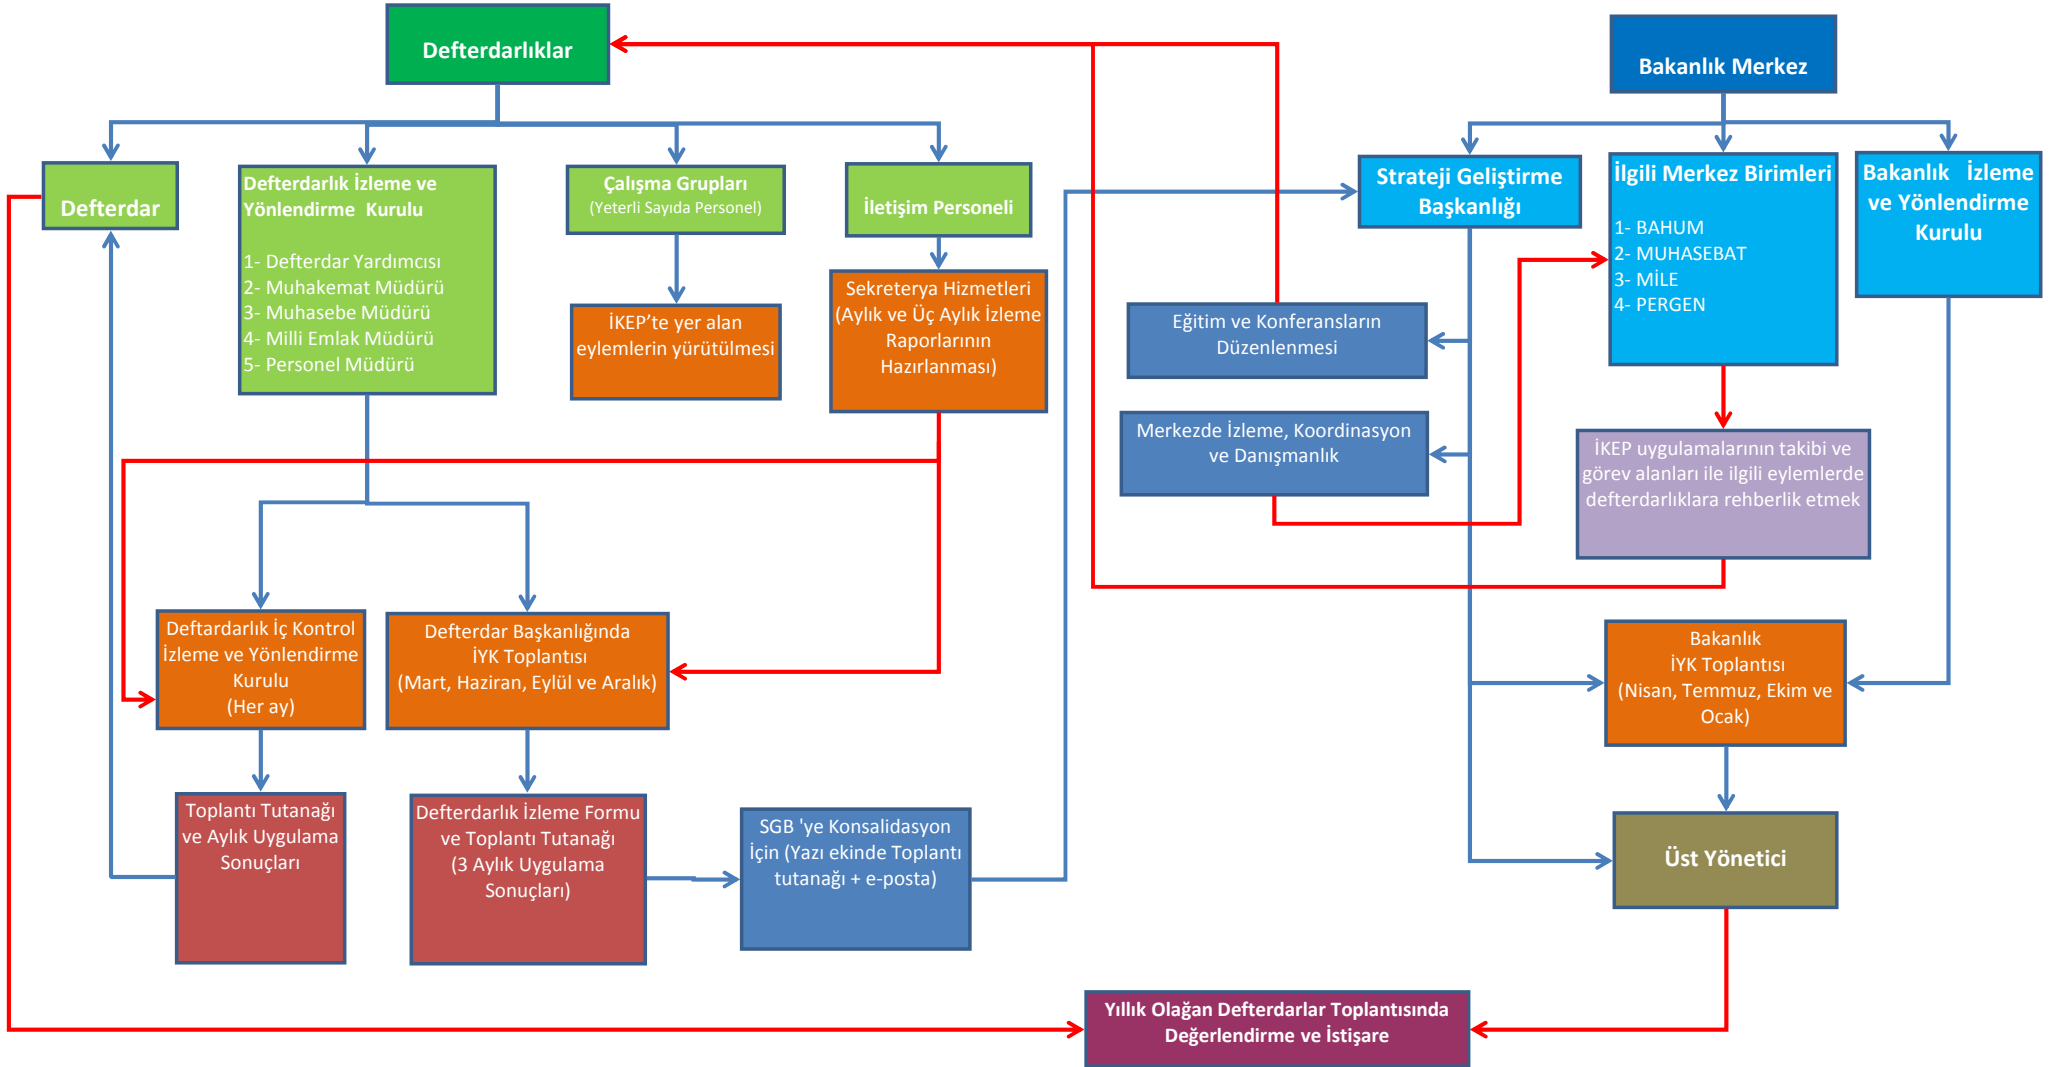 Defterdarlıklar
Bakanlık Merkez
Defterdar
Defterdarlık İzleme ve
Yönlendirme Kurulu
1- Defterdar Yardımcısı
2- Muhakemat Müdürü
3- Muhasebe Müdürü
4- Milli Emlak Müdürü
5- Personel Müdürü
Çalışma Grupları
(Yeterli Sayıda Personel)
İletişim Personeli
Strateji Geliştirme
Başkanlığı
İlgili Merkez Birimleri
1- BAHUM
2- MUHASEBAT
3- MİLE
4- PERGEN
Bakanlık İzleme
ve Yönlendirme
Kurulu
İKEP’te yer alan
eylemlerin yürütülmesi
Sekreterya Hizmetleri
(Aylık ve Üç Aylık İzleme
Raporlarının
Hazırlanması)
Eğitim ve Konferansların
Düzenlenmesi
Merkezde İzleme, Koordinasyon
ve Danışmanlık
İKEP uygulamalarının takibi ve
görev alanları ile ilgili eylemlerde
defterdarlıklara rehberlik etmek
Deftardarlık İç Kontrol
İzleme ve Yönlendirme
Kurulu
(Her ay)
Defterdar Başkanlığında
İYK Toplantısı
(Mart, Haziran, Eylül ve Aralık)
Bakanlık
İYK Toplantısı
(Nisan, Temmuz, Ekim ve
Ocak)
Toplantı Tutanağı
ve Aylık Uygulama
Sonuçları
Defterdarlık İzleme Formu
ve Toplantı Tutanağı
(3 Aylık Uygulama
Sonuçları)
SGB 'ye Konsalidasyon
İçin (Yazı ekinde Toplantı
tutanağı + e-posta)
Üst Yönetici
Yıllık Olağan Defterdarlar Toplantısında
Değerlendirme ve İstişare